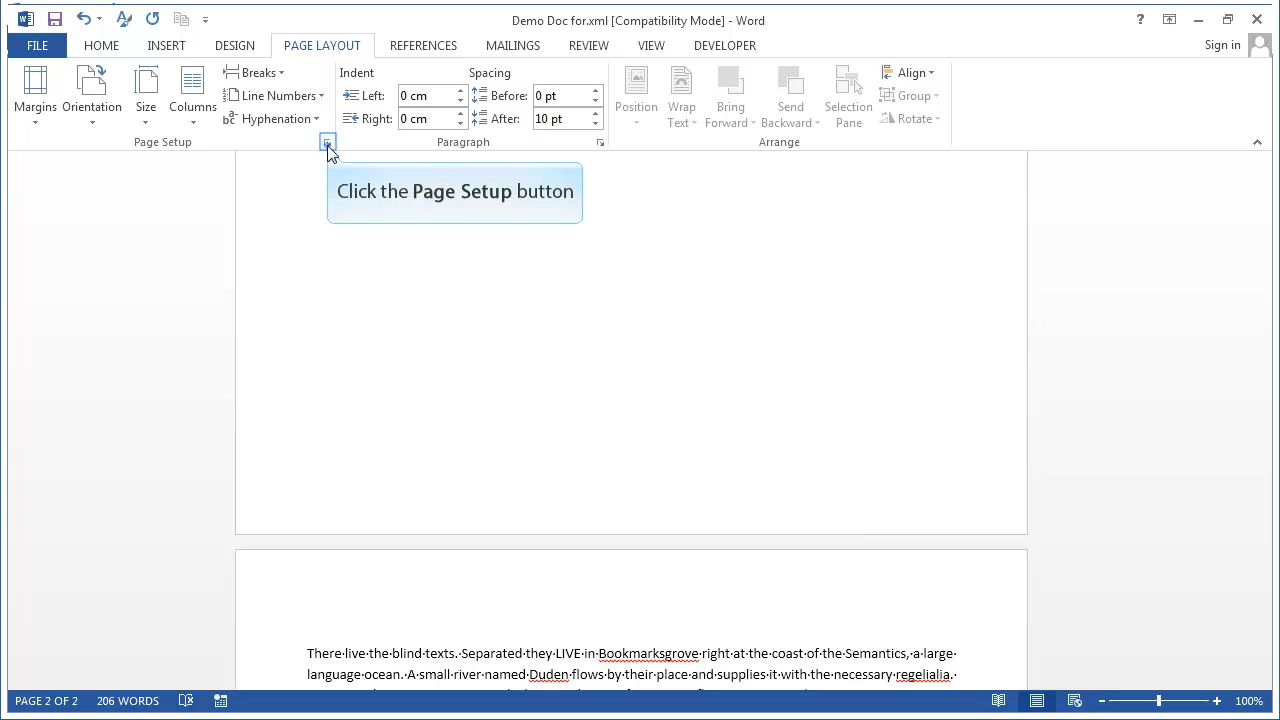 Demo Doc for.xml [Compatibility Mode] - Word
?
FILE HOME INSERT DESIGN PAGE LAYOUT REFERENCES MAILINGS REVIEW VIEW DEVELOPER Sign in
Margins
Orientation
Size
Columns
Breaks
Line Numbers
Hyphenation
Page Setup
Indent
Left: 0 cm
Right: 0 cm
Spacing
Before: 0 pt
After: 10 pt
Paragraph
Position
Wrap
Text
Bring
Forward
Send
Backward
Selection
Pane
Align
Group
Rotate
Arrange
Click the Page Setup button
There·live·the·blind·texts.·Separated·they·LIVE·in·Bookmarksgrove·right·at·the·coast·of·the·Semantics,·a·large·
language·ocean.·A·small·river·named·Duden·flows·by·their·place·and·supplies·it·with·the·necessary·regelialia.·
PAGE 2 OF 2 206 WORDS 100%